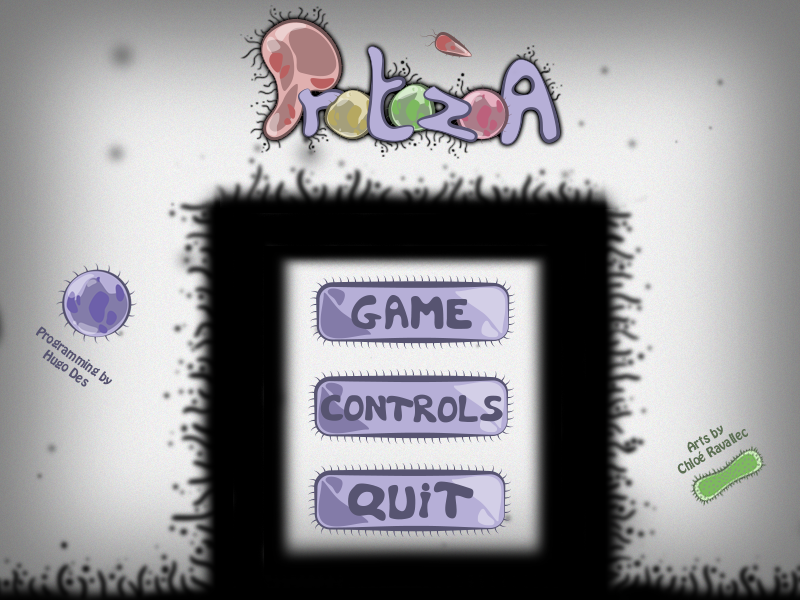 ProtozoA
GAME
CONTROLS
QUiT
Programming by
Hugo Des
Arts by
Chloé Ravallec